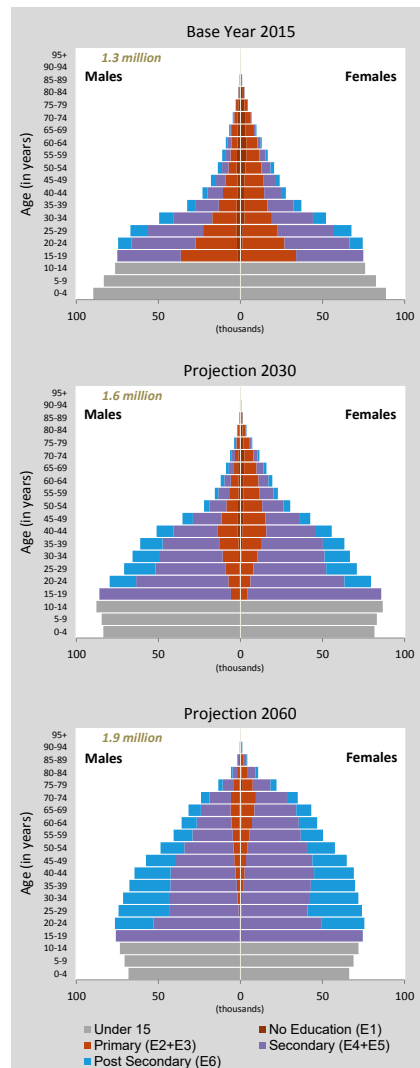 Base Year 2015
1.3 million
Males
Females
Age (in years)
95+
90-94
85-89
80-84
75-79
70-74
65-69
60-64
55-59
50-54
45-49
40-44
35-39
30-34
25-29
20-24
15-19
10-14
5-9
0-4
100 50 0 50 100
(thousands)
Projection 2030
1.6 million
Males
Females
Age (in years)
95+
90-94
85-89
80-84
75-79
70-74
65-69
60-64
55-59
50-54
45-49
40-44
35-39
30-34
25-29
20-24
15-19
10-14
5-9
0-4
100 50 0 50 100
(thousands)
Projection 2060
1.9 million
Males
Females
Age (in years)
95+
90-94
85-89
80-84
75-79
70-74
65-69
60-64
55-59
50-54
45-49
40-44
35-39
30-34
25-29
20-24
15-19
10-14
5-9
0-4
100 50 0 50 100
(thousands)
Under 15
No Education (E1)
Primary (E2+E3)
Secondary (E4+E5)
Post Secondary (E6)